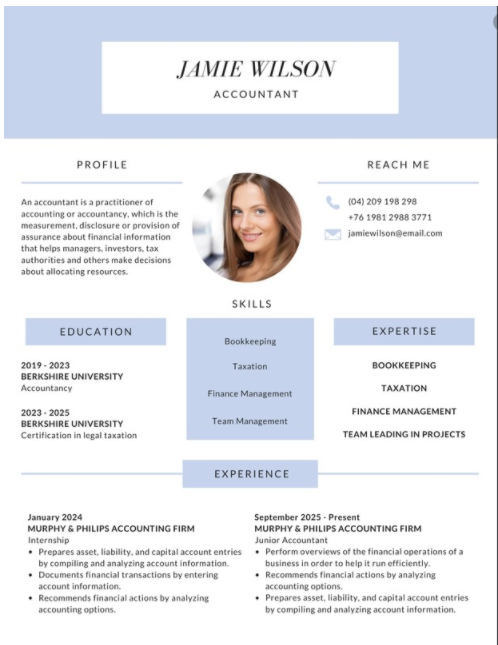 JAMIE WILSON
ACCOUNTANT
PROFILE
An accountant is a practitioner of
accounting or accountancy, which is the
measurement, disclosure or provision of
assurance about financial information
that helps managers, investors, tax
authorities and others make decisions
about allocating resources.
REACH ME
(04) 209 198 298
+76 1981 2988 3771
jamiewilson@email.com
EDUCATION
2019 - 2023
BERKSHIRE UNIVERSITY
Accountancy
2023 - 2025
BERKSHIRE UNIVERSITY
Certification in legal taxation
SKILLS
Bookkeeping
Taxation
Finance Management
Team Management
EXPERTISE
BOOKKEEPING
TAXATION
FINANCE MANAGEMENT
TEAM LEADING IN PROJECTS
EXPERIENCE
January 2024
MURPHY & PHILIPS ACCOUNTING FIRM
Internship
• Prepares asset, liability, and capital account entries
by compiling and analyzing account information.
• Documents financial transactions by entering
account information.
• Recommends financial actions by analyzing
accounting options.
September 2025 - Present
MURPHY & PHILIPS ACCOUNTING FIRM
Junior Accountant
• Perform overviews of the financial operations of a
business in order to help it run efficiently.
• Recommends financial actions by analyzing
accounting options.
• Prepares asset, liability, and capital account entries
by compiling and analyzing account information.